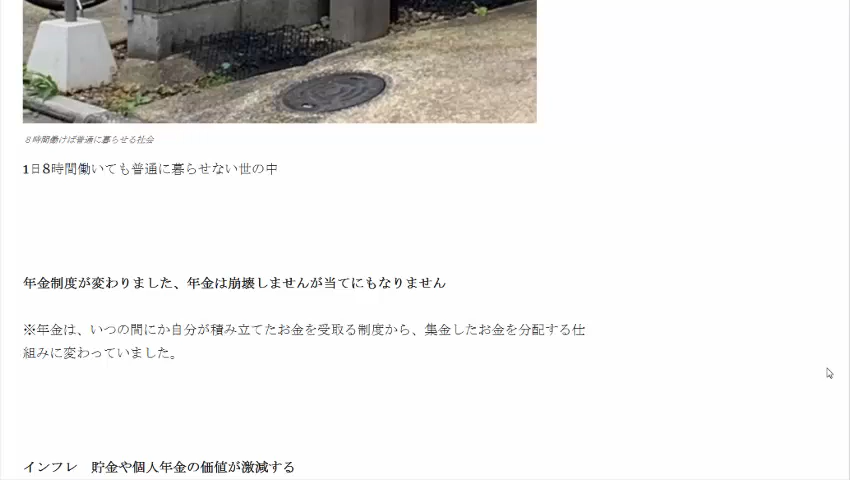 8時間働けば普通に暮らせる社会
1日8時間働いても普通に暮らせない世の中
年金制度が変わりました、年金は崩壊しませんが当てにもなりません
※年金は、いつの間にか自分が積み立てたお金を受取る制度から、集金したお金を分配する仕
組みに変わっていました。
インフレ　貯金や個人年金の価値が激減する